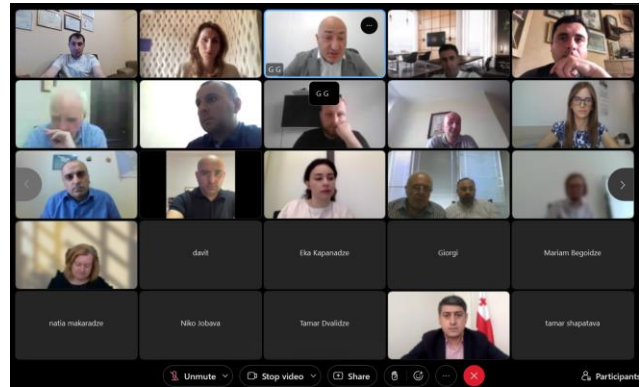 G G
G G
davit
Eka Kapanadze
Giorgi
Mariam Begoidze
natia makaradze
Niko Jobava
Tamar Dvalidze
tamar shapatava
Unmute
Stop video
Share
Participants